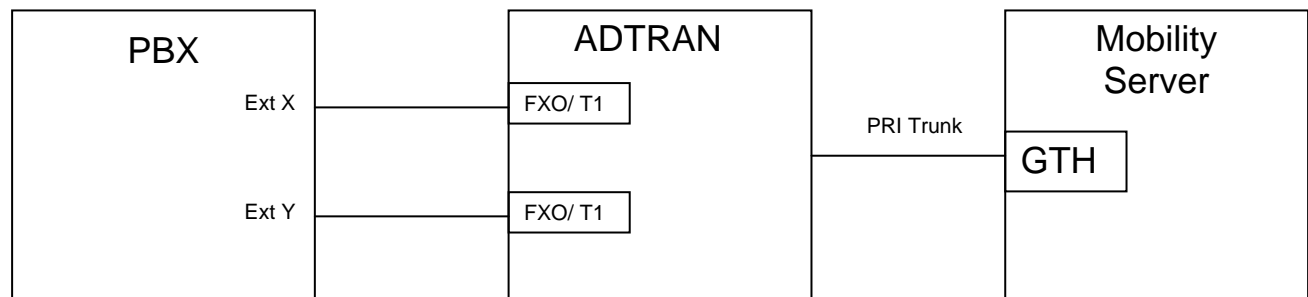 PBX
Ext X
Ext Y
ADTRAN
FXO/ T1
FXO/ T1
PRI Trunk
Mobility
Server
GTH